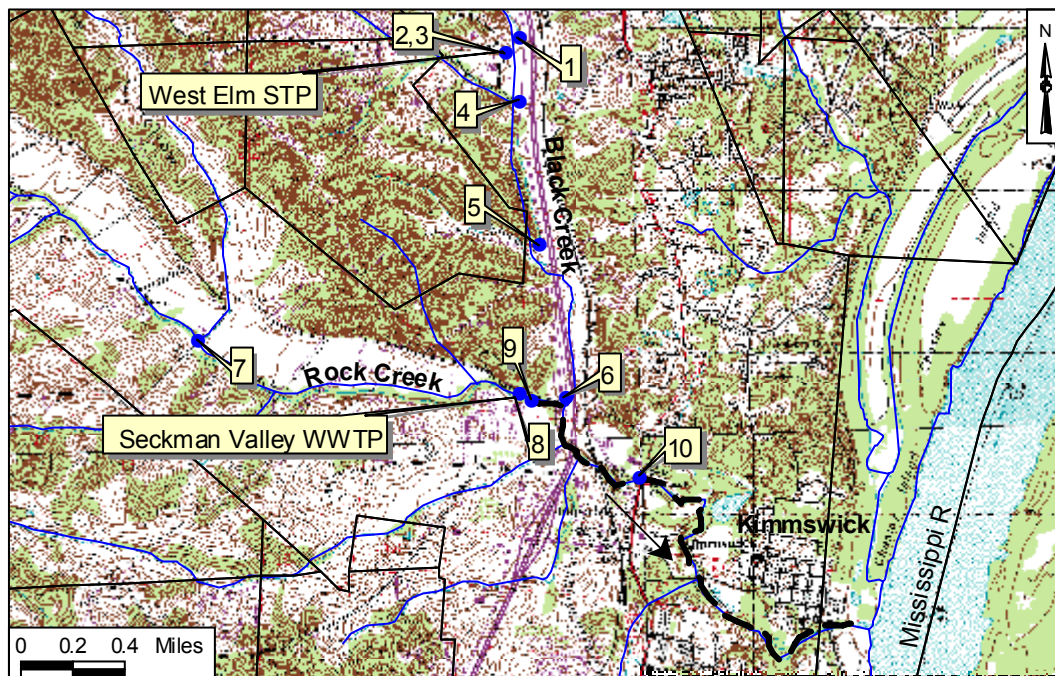 2,3
1
N
West Elm STP
4
Black Creek
5
7
Rock Creek
9
6
Seckman Valley WWTP
8
10
Kimmswick
Mississippi R
0 0.2 0.4 Miles